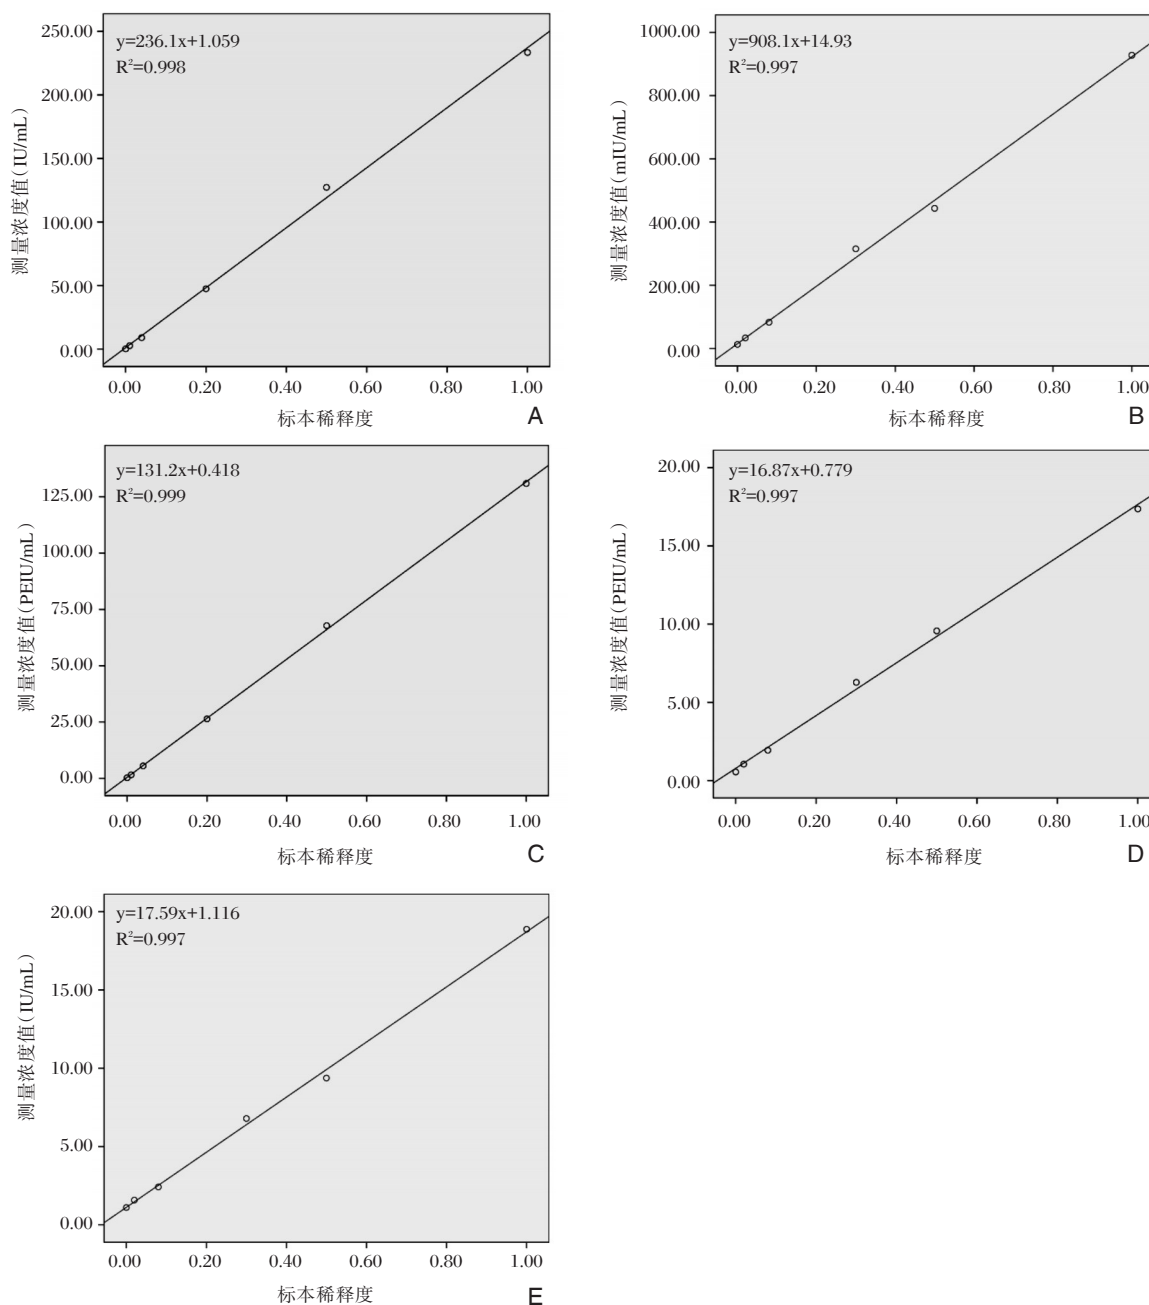 y=236.1x+1.059
R²=0.998
测量浓度值(IU/mL)
250.00
200.00
150.00
100.00
50.00
0.00
0.00 0.20 0.40 0.60 0.80 1.00
标本稀释度
A
y=908.1x+14.93
R²=0.997
测量浓度值(mIU/mL)
1000.00
800.00
600.00
400.00
200.00
0.00
0.00 0.20 0.40 0.60 0.80 1.00
标本稀释度
B
y=131.2x+0.418
R²=0.999
测量浓度值(PEIU/mL)
125.00
100.00
75.00
50.00
25.00
0.00
0.00 0.20 0.40 0.60 0.80 1.00
标本稀释度
C
y=16.87x+0.779
R²=0.997
测量浓度值(PEIU/mL)
20.00
15.00
10.00
5.00
0.00
0.00 0.20 0.40 0.60 0.80 1.00
标本稀释度
D
y=17.59x+1.116
R²=0.997
测量浓度值(IU/mL)
20.00
15.00
10.00
5.00
0.00
0.00 0.20 0.40 0.60 0.80 1.00
标本稀释度
E